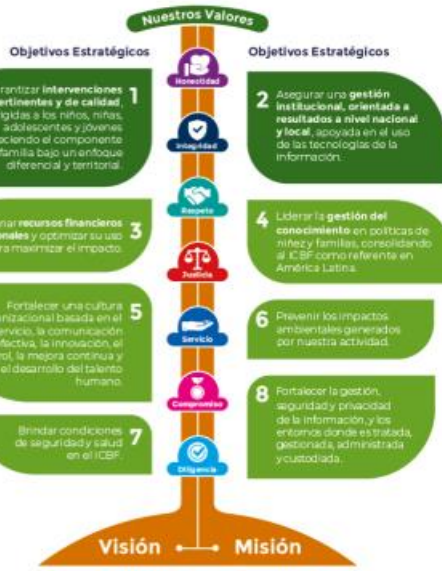 Nuestros Valores
Objetivos Estratégicos
Objetivos Estratégicos
rantizar intervenciones
pertinentes y de calidad,
igidas a los niños, niñas,
adolescentes y jóvenes
eciendo el componente
familia bajo un enfoque
diferencial y territorial.
1
Honestidad
2
Asegurar una gestión
institucional, orientada a
resultados a nivel nacional
y local, apoyada en el uso
de las tecnologías de la
información.
Integridad
nar recursos financieros
onales y optimizar su uso
ra maximizar el impacto.
3
Respeto
4
Liderar la gestión del
conocimiento en políticas de
niñez y familias, consolidando
al ICBF como referente en
América Latina.
Justicia
Fortalecer una cultura
anizacional basada en el
ervicio, la comunicación
efectiva, la innovación, el
rol, la mejora continua y
el desarrollo del talento
humano.
5
Servicio
6
Prevenir los impactos
ambientales generados
por nuestra actividad.
Compromiso
Brindar condiciones
de seguridad y salud
en el ICBF.
7
Diligencia
8
Fortalecer la gestión,
seguridad y privacidad
de la información, y los
entornos donde es tratada,
gestionada, administrada
y custodiada.
Visión
Misión